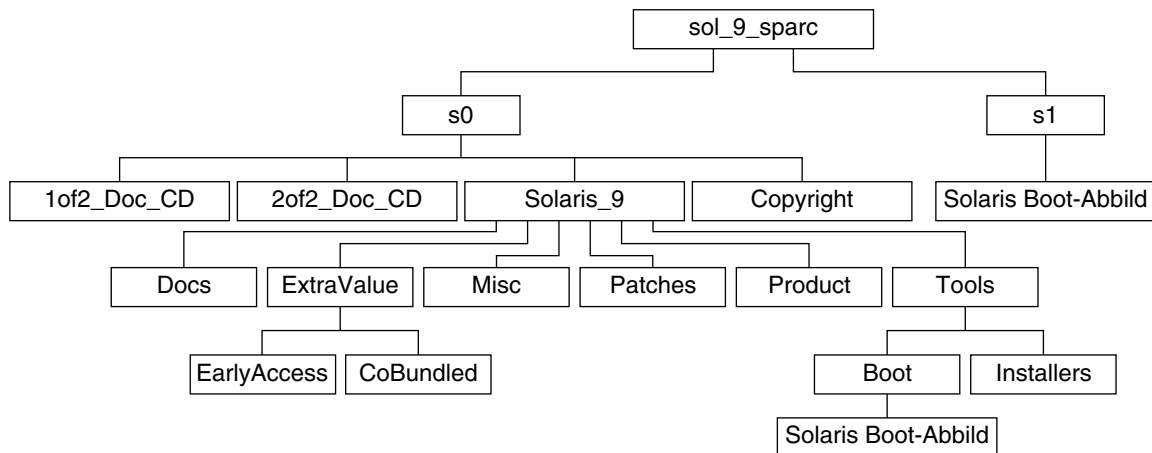 sol_9_sparc
s0
s1
1of2_Doc_CD
2of2_Doc_CD
Solaris_9
Copyright
Solaris Boot-Abbild
Docs
ExtraValue
Misc
Patches
Product
Tools
EarlyAccess
CoBundled
Boot
Installers
Solaris Boot-Abbild